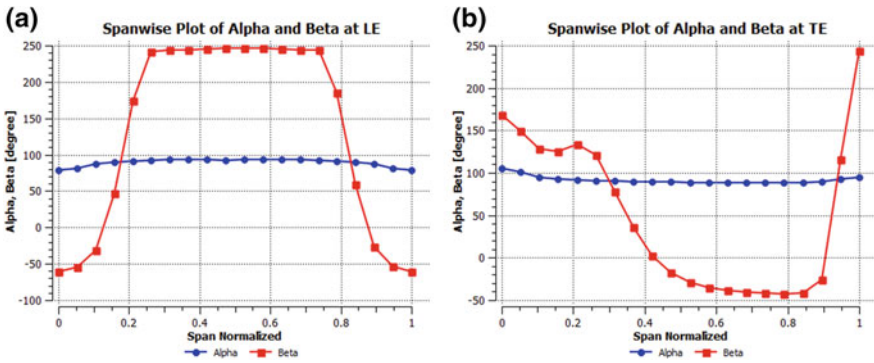 (a)
Spanwise Plot of Alpha and Beta at LE
Alpha, Beta [degree]
250
200
150
100
50
0
-50
-100
0 0.2 0.4 0.6 0.8 1
Span Normalized
Alpha Beta
(b)
Spanwise Plot of Alpha and Beta at TE
Alpha, Beta [degree]
250
200
150
100
50
0
-50
0 0.2 0.4 0.6 0.8 1
Span Normalized
Alpha Beta